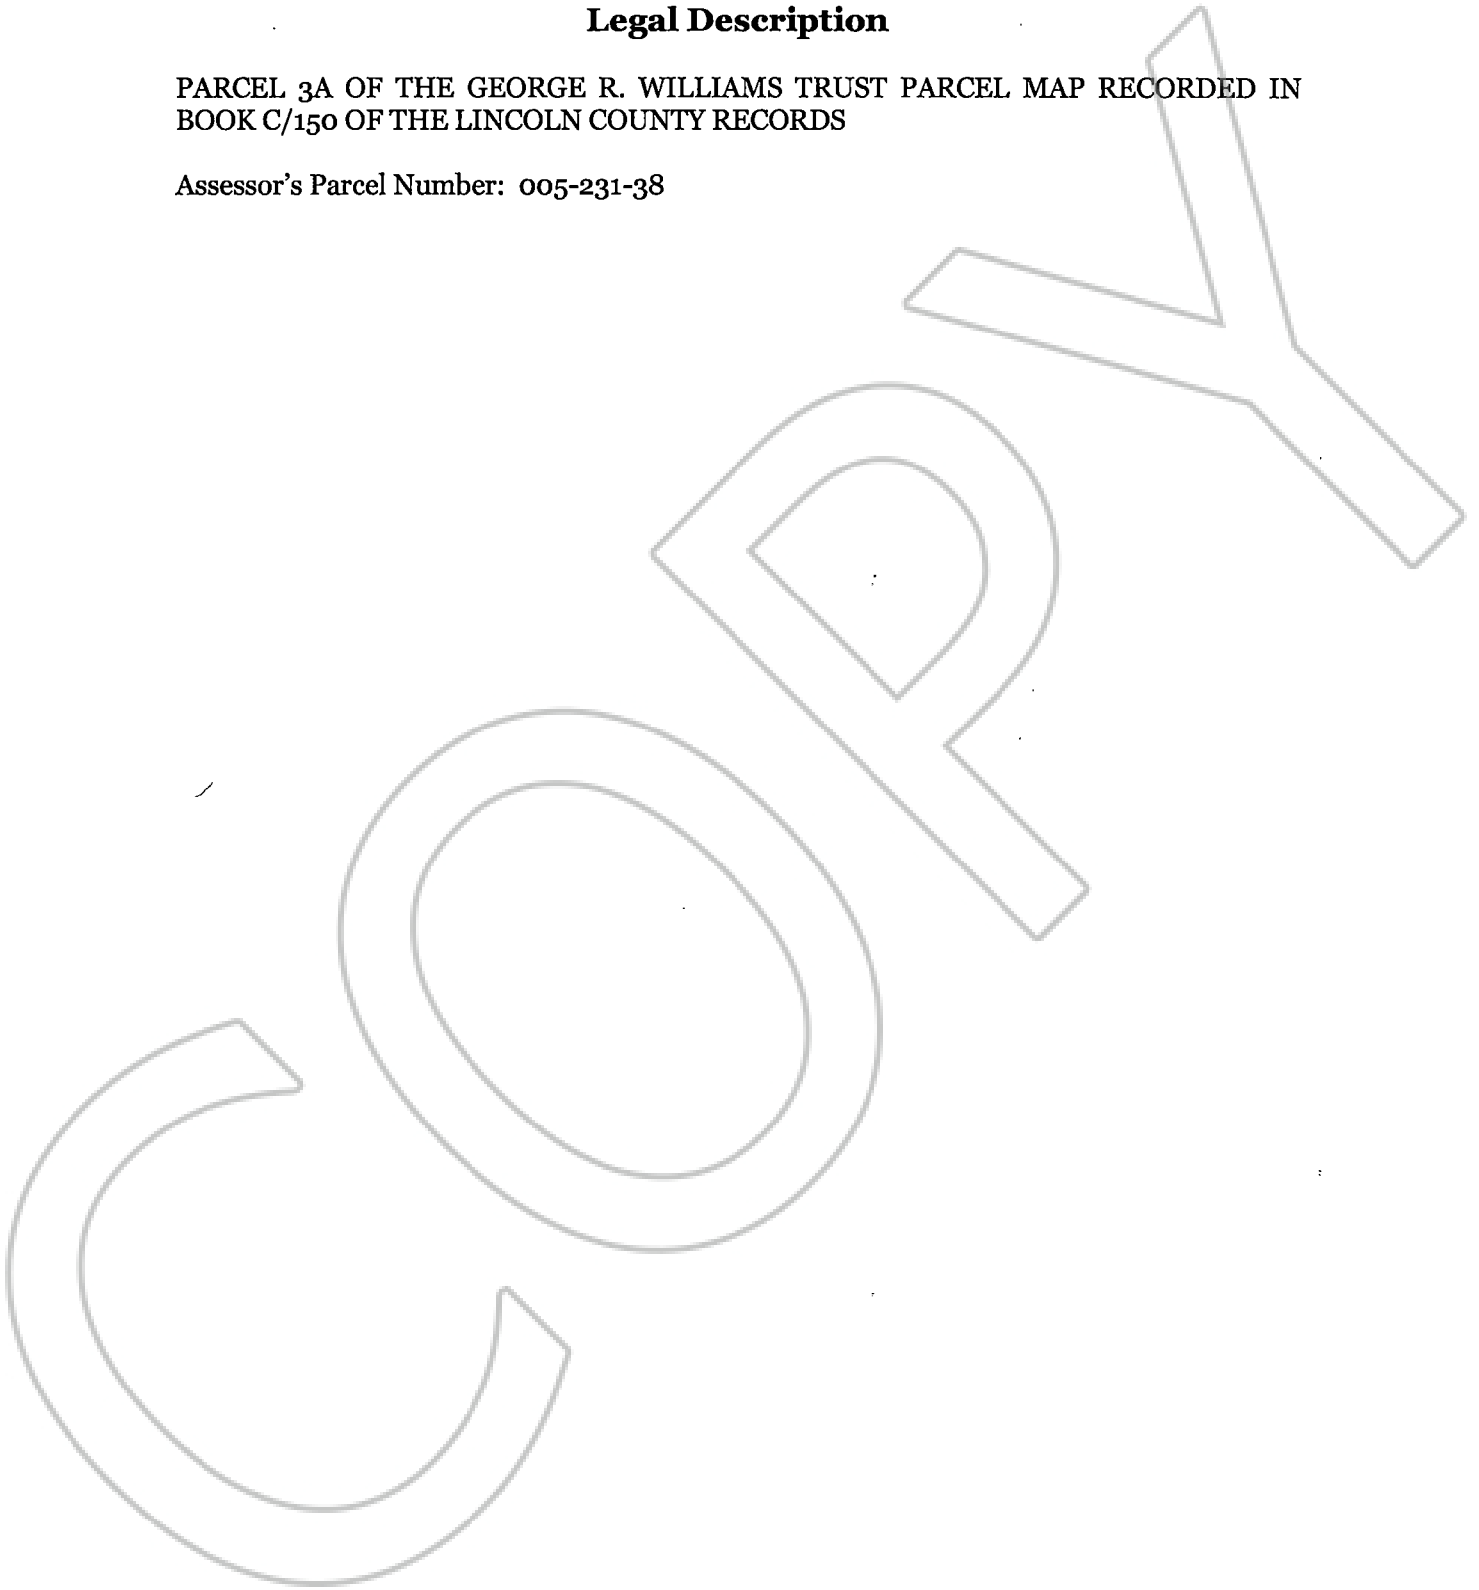 Legal Description
PARCEL 3A OF THE GEORGE R. WILLIAMS TRUST PARCEL MAP RECORDED IN
BOOK C/150 OF THE LINCOLN COUNTY RECORDS
Assessor's Parcel Number: 005-231-38
COPY